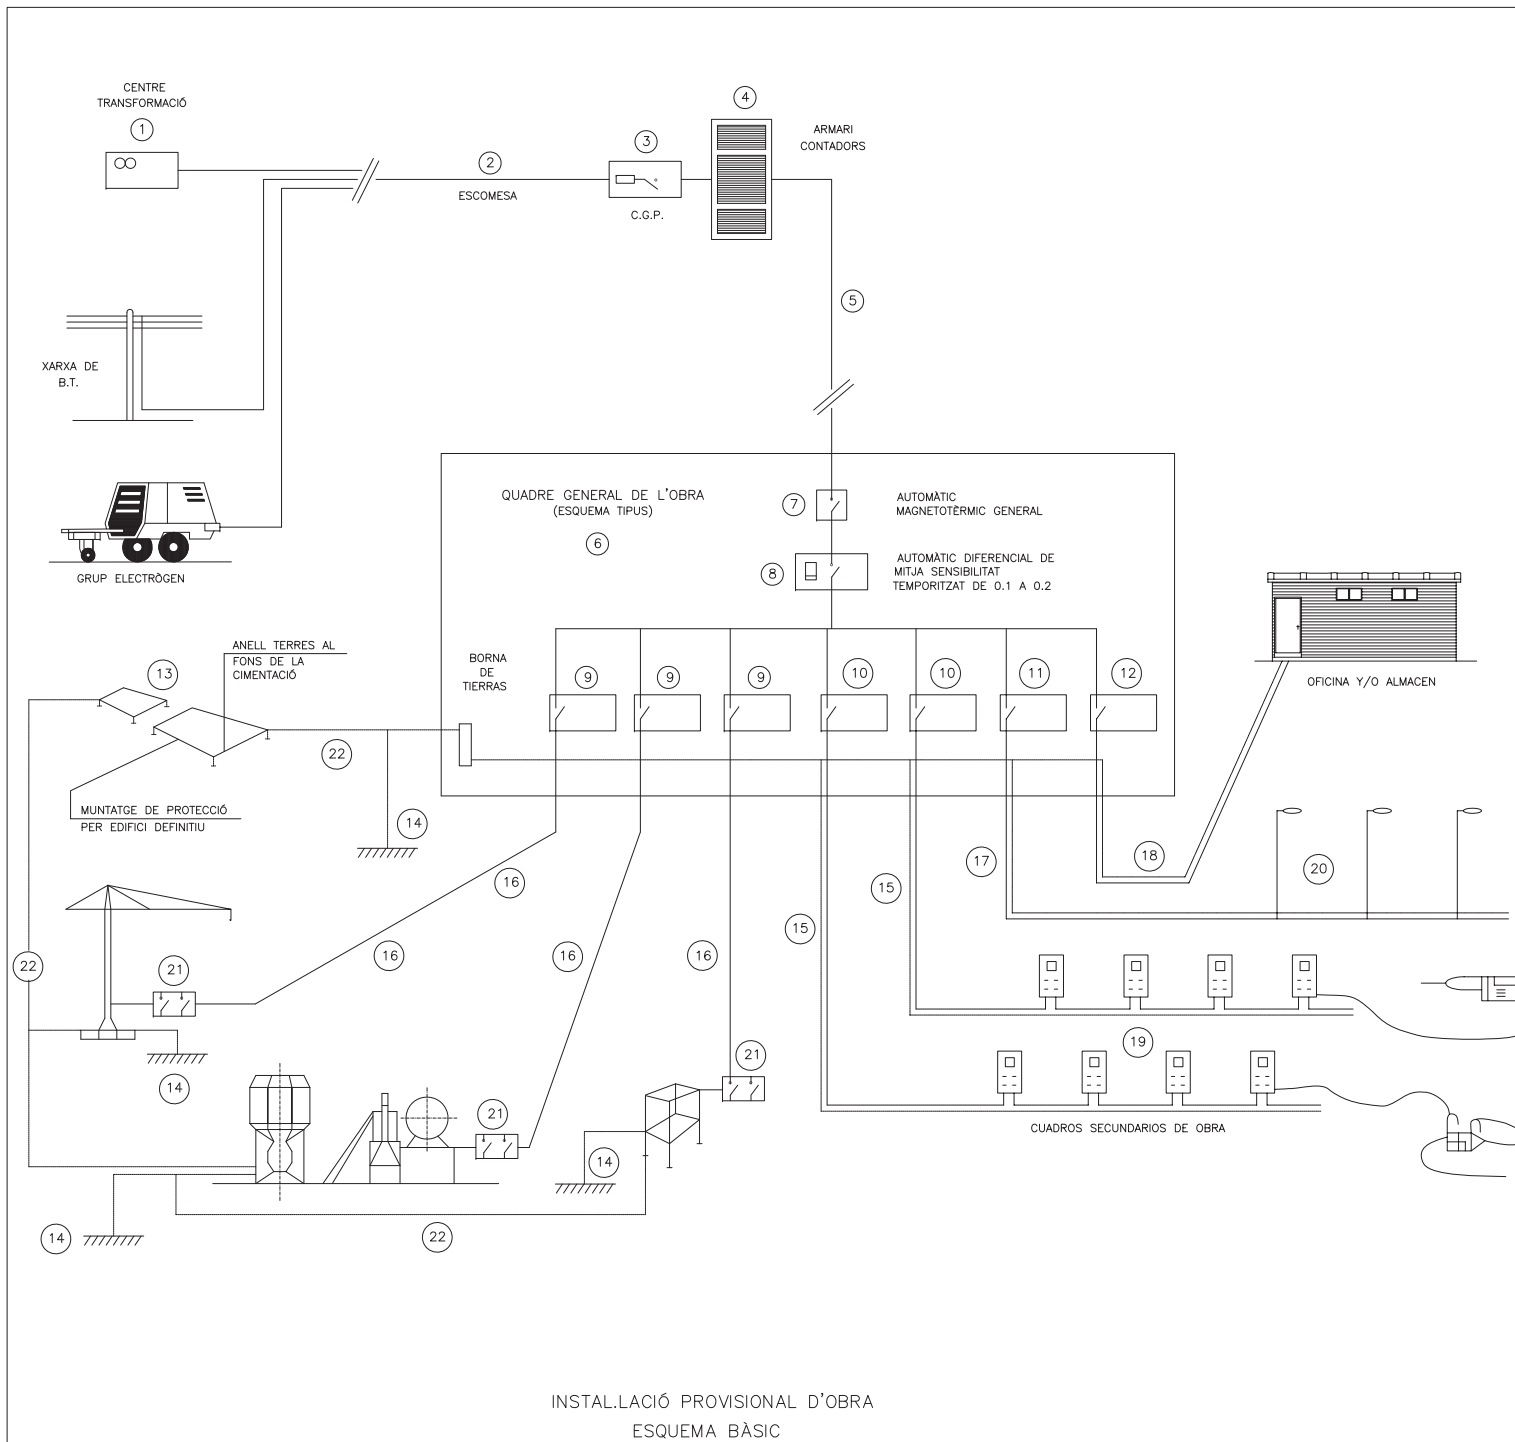 CENTRE
TRANSFORMACIÓ
1
2
ESCOMESA
3
C.G.P.
4
ARMARI
CONTADORS
5
XARXA DE
B.T.
GRUP ELECTRÒGEN
QUADRE GENERAL DE L'OBRA
(ESQUEMA TIPUS)
6
7
AUTOMÀTIC
MAGNETOTÈRMIC GENERAL
8
AUTOMÀTIC DIFERENCIAL DE
MITJA SENSIBILITAT
TEMPORITZAT DE 0.1 A 0.2
ANELL TERRES AL
FONS DE LA
CIMENTACIÓ
13
BORNA
DE
TIERRAS
9
9
9
10
10
11
12
OFICINA Y/O ALMACEN
22
MUNTATGE DE PROTECCIÓ
PER EDIFICI DEFINITIU
14
16
15
17
18
20
22
21
16
16
16
15
14
19
21
21
14
CUADROS SECUNDARIOS DE OBRA
14
22
INSTAL.LACIÓ PROVISIONAL D'OBRA
ESQUEMA BÀSIC